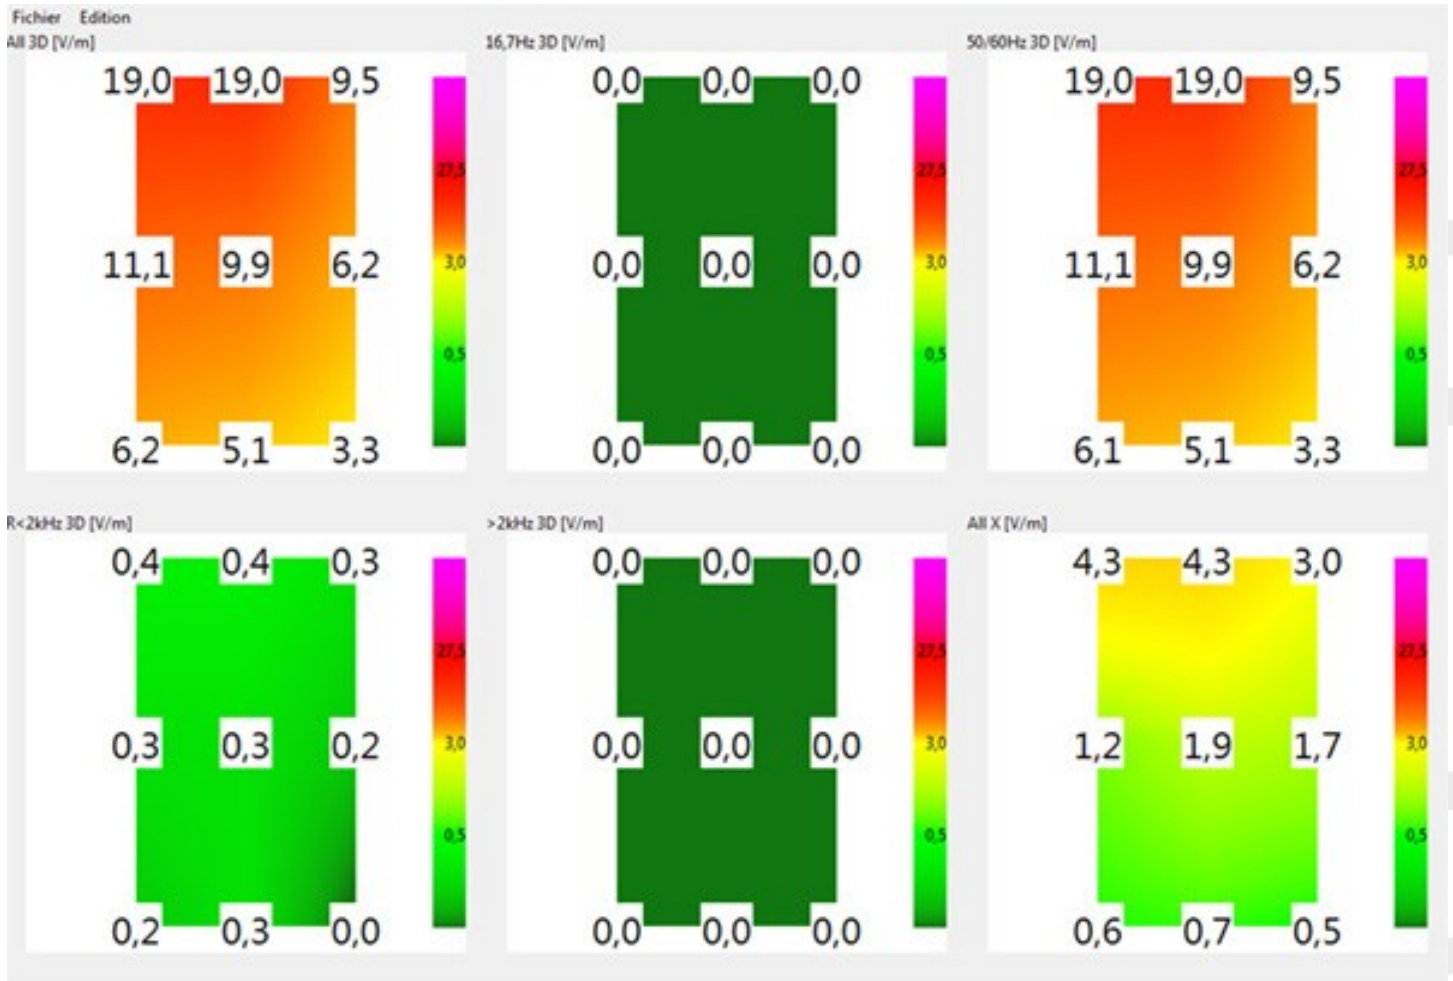 Fichier Edition
All 3D [V/m] 16,7Hz 3D [V/m] 50/60Hz 3D [V/m]
19,0 19,0 9,5 0,0 0,0 0,0 19,0 19,0 9,5
27,5 27,5 27,5
11,1 9,9 6,2 3,0 0,0 0,0 0,0 3,0 11,1 9,9 6,2 3,0
0,5 0,5 0,5
6,2 5,1 3,3 0,0 0,0 0,0 6,1 5,1 3,3
R<2kHz 3D [V/m] >2kHz 3D [V/m] All X [V/m]
0,4 0,4 0,3 0,0 0,0 0,0 4,3 4,3 3,0
27,5 27,5 27,5
0,3 0,3 0,2 3,0 0,0 0,0 0,0 3,0 1,2 1,9 1,7 3,0
0,5 0,5 0,5
0,2 0,3 0,0 0,0 0,0 0,0 0,6 0,7 0,5